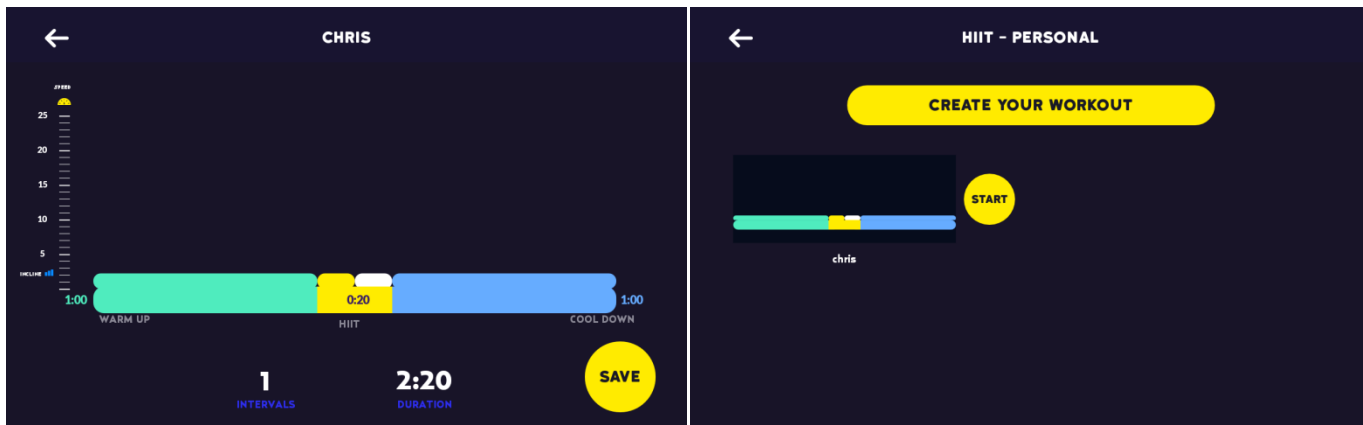 CHRIS
SPEED
25
20
15
10
5
INCLINE
1:00 0:20 1:00
WARM UP HIIT COOL DOWN
1 2:20 SAVE
INTERVALS DURATION
HIIT - PERSONAL
CREATE YOUR WORKOUT
START
chris